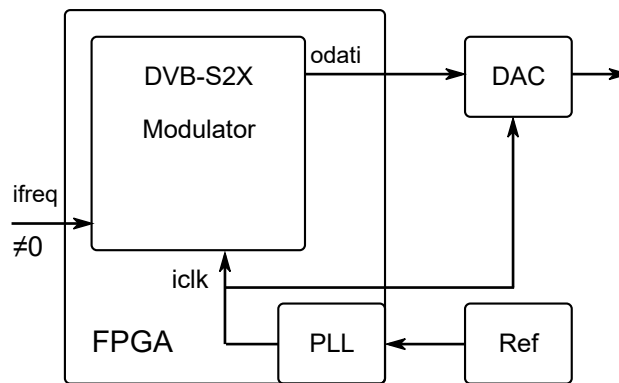 odati
DVB-S2X
DAC
Modulator
ifreq
≠0
iclk
FPGA
PLL
Ref